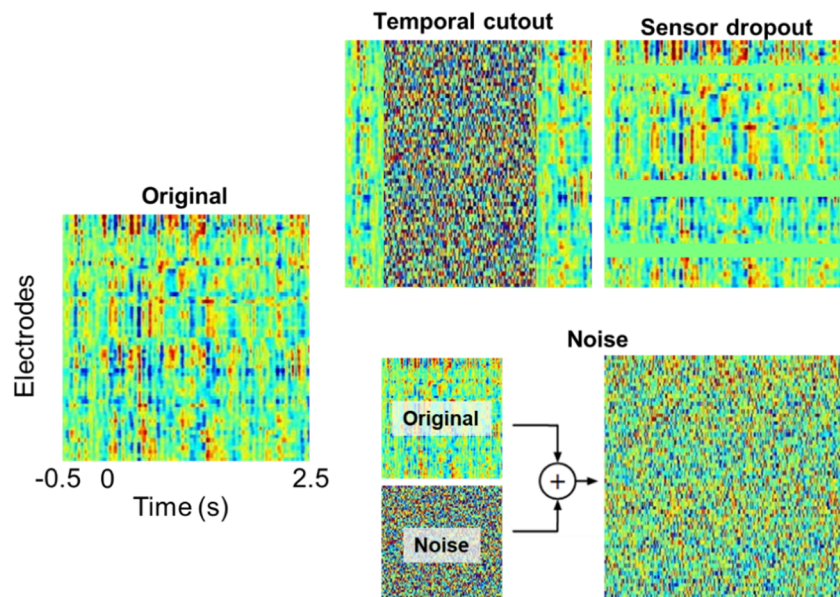 Temporal cutout
Sensor dropout
Original
Electrodes
-0.5 0 2.5
Time (s)
Noise
Original
Noise
+